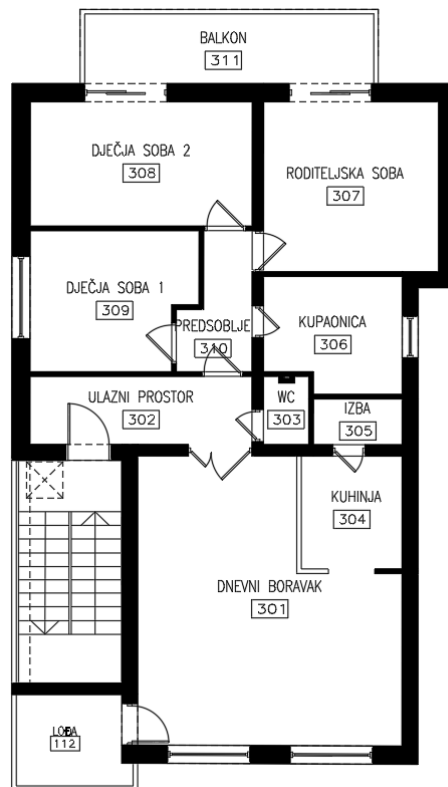 BALKON
311
DJEČJA SOBA 2
308
RODITELJSKA SOBA
307
DJEČJA SOBA 1
309
PREDSOBLJE
310
KUPAONICA
306
ULAZNI PROSTOR
302
WC
303
IZBA
305
KUHINJA
304
DNEVNI BORAVAK
301
LOĐA
112